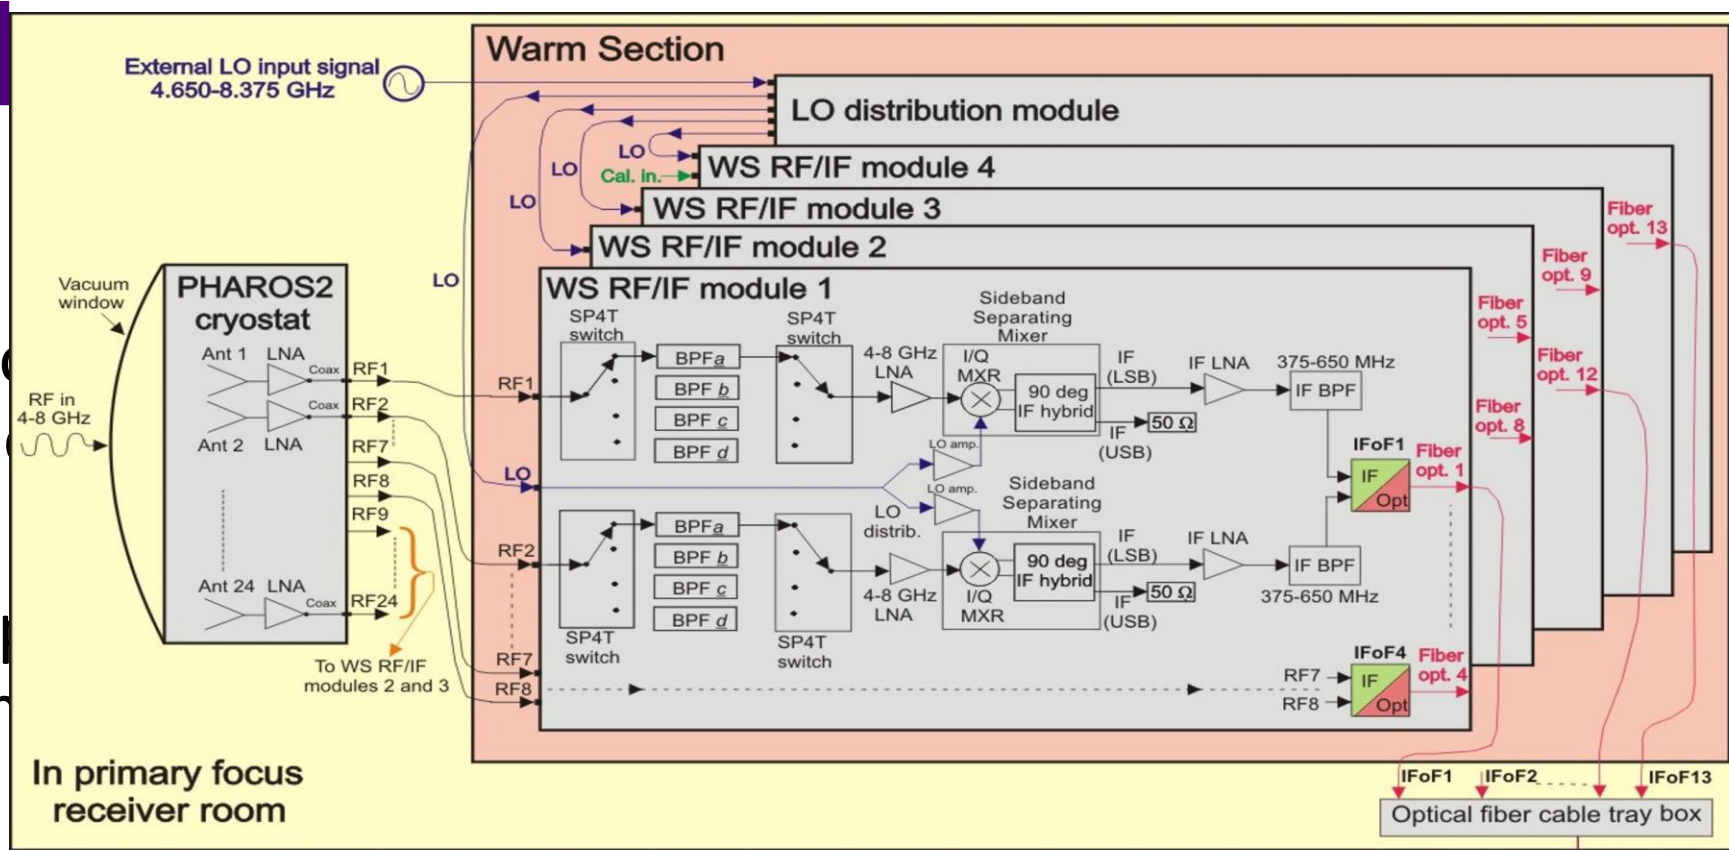 Warm Section
External LO input signal
4.650-8.375 GHz
LO distribution module
LO
Cal. in.
WS RF/IF module 4
LO
LO
WS RF/IF module 3
WS RF/IF module 2
LO
WS RF/IF module 1
Fiber
opt. 13
Fiber
opt. 9
Fiber
opt. 5
Fiber
opt. 12
Fiber
opt. 8
Vacuum
window
PHAROS2
cryostat
Ant 1
LNA
Coax
RF1
Ant 2
LNA
Coax
RF2
RF7
RF8
RF9
Ant 24
LNA
Coax
RF24
RF in
4-8 GHz
To WS RF/IF
modules 2 and 3
RF1
SP4T
switch
BPFa
BPF b
BPF c
BPF d
SP4T
switch
4-8 GHz
LNA
Sideband
Separating
Mixer
I/Q
MXR
90 deg
IF hybrid
IF
(LSB)
IF
(USB)
50 Ω
IF LNA
375-650 MHz
IF BPF
LO
LO amp.
LO amp.
LO
distrib.
IFoF1
IF
Opt
Fiber
opt. 1
RF2
SP4T
switch
BPFa
BPF b
BPF c
BPF d
SP4T
switch
4-8 GHz
LNA
Sideband
Separating
Mixer
I/Q
MXR
90 deg
IF hybrid
IF
(LSB)
IF
(USB)
50 Ω
IF LNA
IF BPF
375-650 MHz
RF7
RF8
RF7
RF8
IFoF4
IF
Opt
Fiber
opt. 4
In primary focus
receiver room
IFoF1
IFoF2
IFoF13
Optical fiber cable tray box